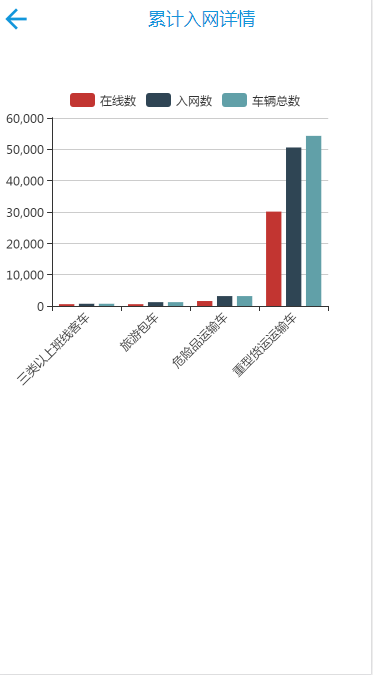 累计入网详情
在线数 入网数 车辆总数
60,000
50,000
40,000
30,000
20,000
10,000
0
三类以上班线客车
旅游包车
危险品运输车
重型货运运输车